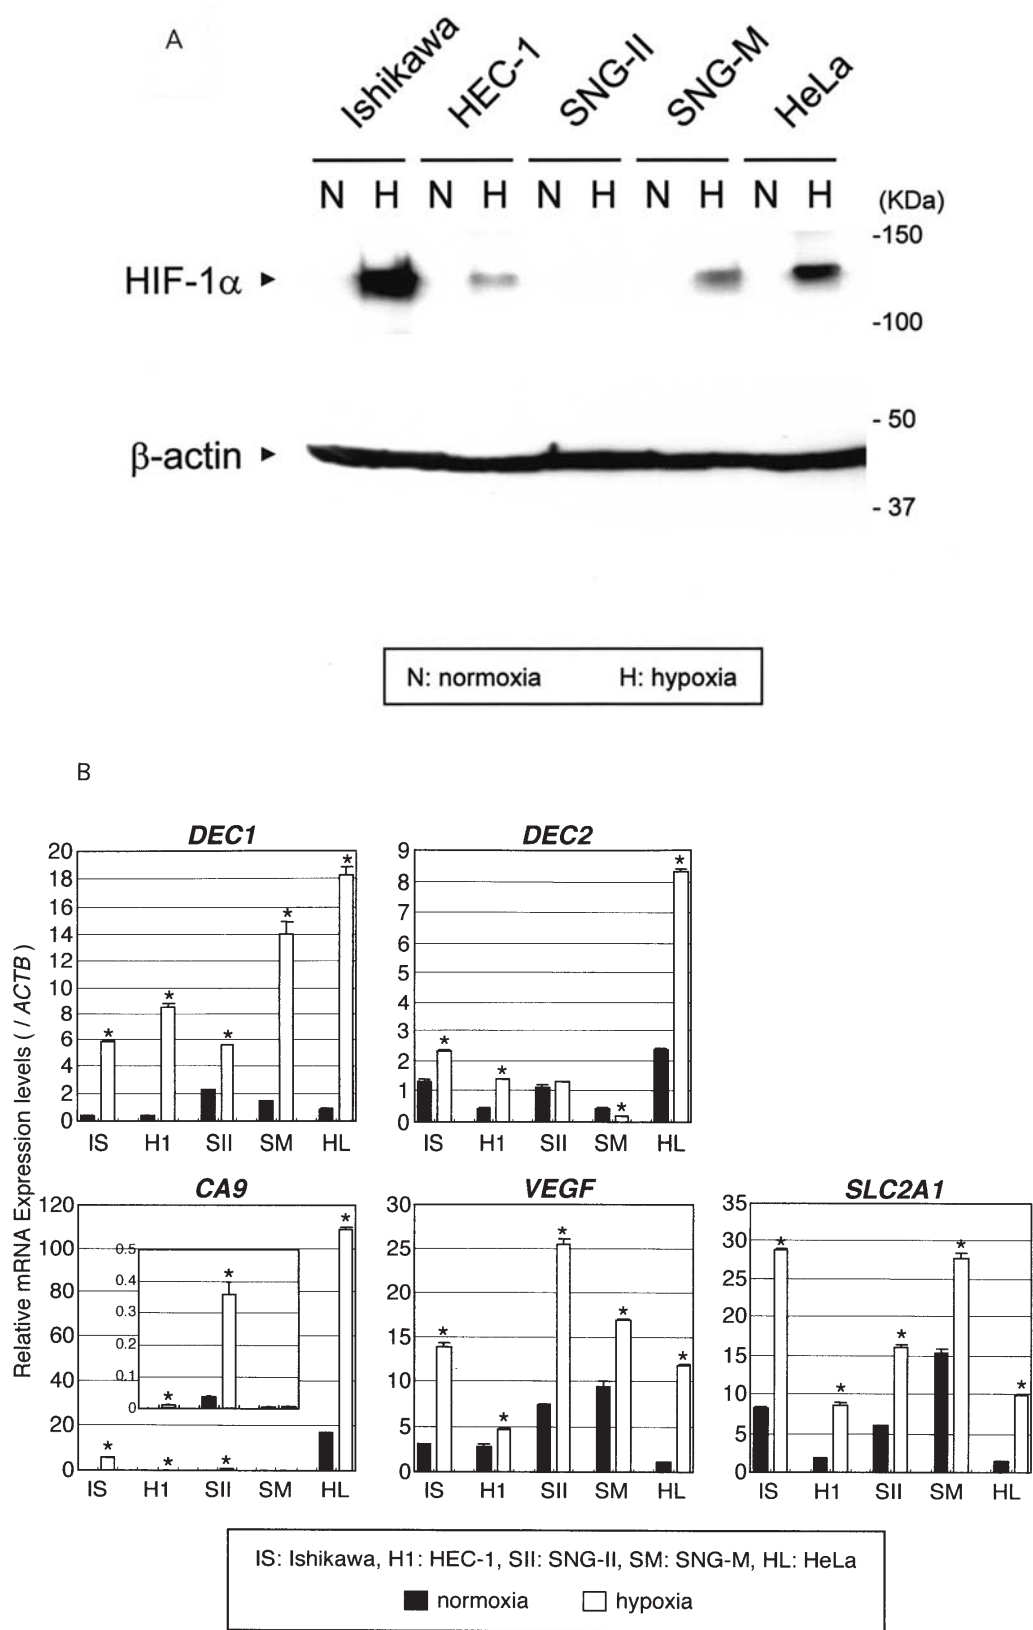 A
Ishikawa HEC-1 SNG-II SNG-M HeLa
N H N H N H N H N H (KDa)
-150
HIF-1α ►
-100
- 50
β-actin ►
- 37
N: normoxia H: hypoxia
B
DEC1
20
18
16
14
12
10
8
6
4
2
0
* * * * *
IS H1 SII SM HL
DEC2
9
8
7
6
5
4
3
2
1
0
* * * *
IS H1 SII SM HL
Relative mRNA Expression levels ( / ACTB )
CA9
120
100
80
60
40
20
0
0.5
0.4
0.3
0.2
0.1
0
* *
* * * *
IS H1 SII SM HL
VEGF
30
25
20
15
10
5
0
* * * * *
IS H1 SII SM HL
SLC2A1
35
30
25
20
15
10
5
0
* * * * *
IS H1 SII SM HL
IS: Ishikawa, H1: HEC-1, SII: SNG-II, SM: SNG-M, HL: HeLa
normoxia hypoxia